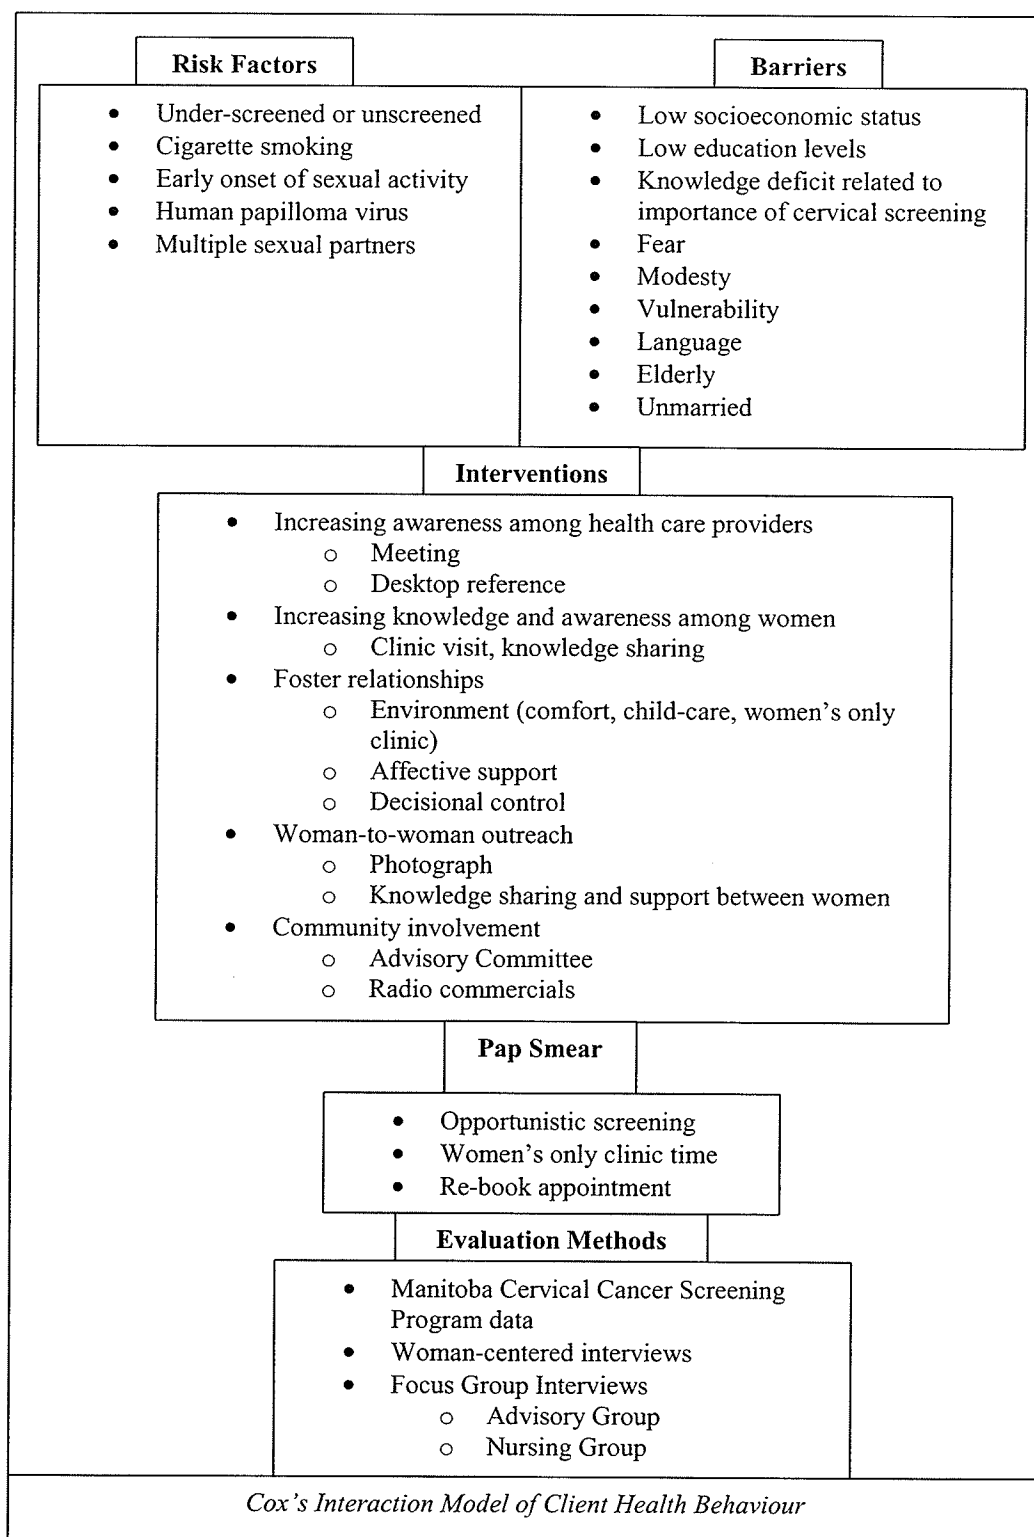 Risk Factors
• Under-screened or unscreened
• Cigarette smoking
• Early onset of sexual activity
• Human papilloma virus
• Multiple sexual partners
Barriers
• Low socioeconomic status
• Low education levels
• Knowledge deficit related to
importance of cervical screening
• Fear
• Modesty
• Vulnerability
• Language
• Elderly
• Unmarried
Interventions
• Increasing awareness among health care providers
o Meeting
o Desktop reference
• Increasing knowledge and awareness among women
o Clinic visit, knowledge sharing
• Foster relationships
o Environment (comfort, child-care, women's only
clinic)
o Affective support
o Decisional control
• Woman-to-woman outreach
o Photograph
o Knowledge sharing and support between women
• Community involvement
o Advisory Committee
o Radio commercials
Pap Smear
• Opportunistic screening
• Women's only clinic time
• Re-book appointment
Evaluation Methods
• Manitoba Cervical Cancer Screening
Program data
• Woman-centered interviews
• Focus Group Interviews
o Advisory Group
o Nursing Group
Cox's Interaction Model of Client Health Behaviour